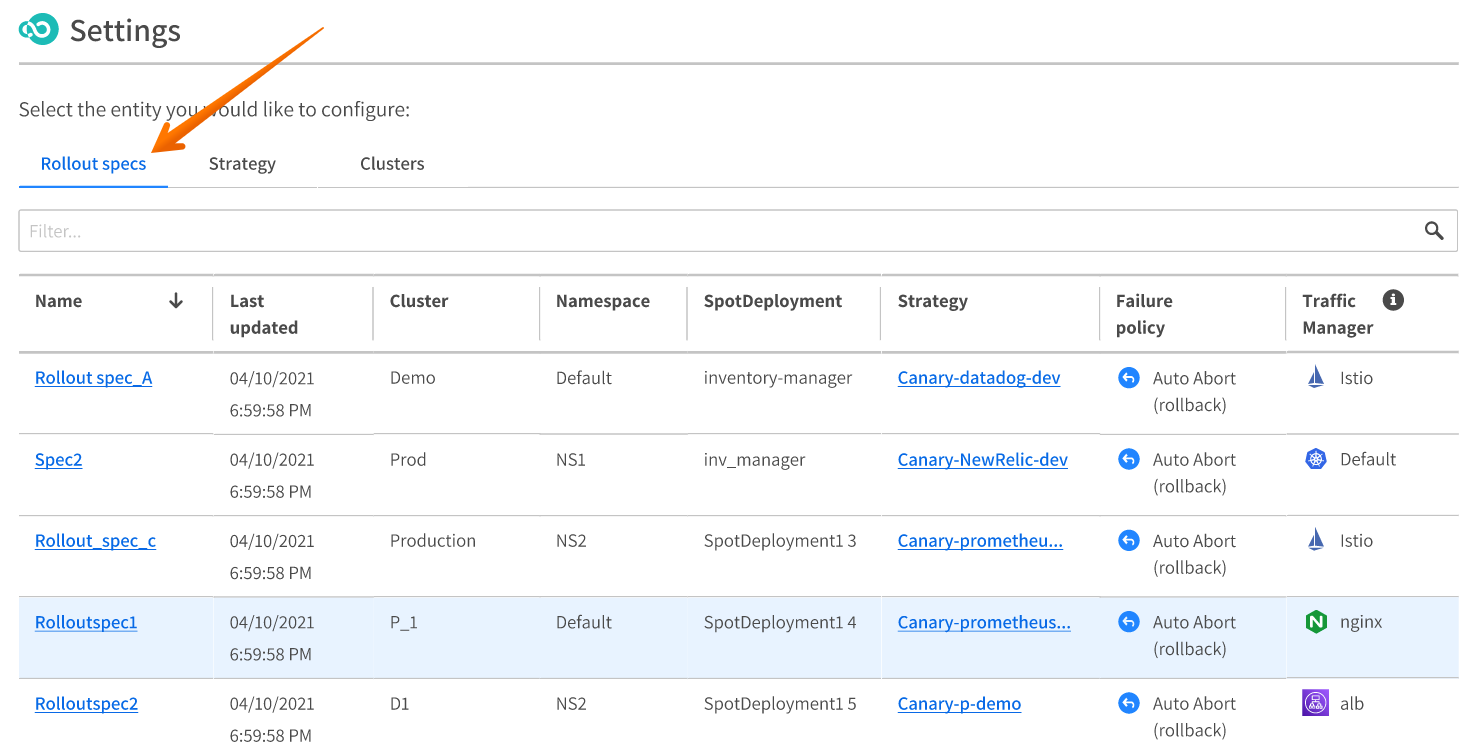 Settings
Select the entity you would like to configure:
Rollout specs Strategy Clusters
Filter...
Name Last updated Cluster Namespace SpotDeployment Strategy Failure policy Traffic Manager
Rollout spec_A 04/10/2021 6:59:58 PM Demo Default inventory-manager Canary-datadog-dev Auto Abort (rollback) Istio
Spec2 04/10/2021 6:59:58 PM Prod NS1 inv_manager Canary-NewRelic-dev Auto Abort (rollback) Default
Rollout_spec_c 04/10/2021 6:59:58 PM Production NS2 SpotDeployment1 3 Canary-prometheu... Auto Abort (rollback) Istio
Rolloutspec1 04/10/2021 6:59:58 PM P_1 Default SpotDeployment1 4 Canary-prometheus... Auto Abort (rollback) nginx
Rolloutspec2 04/10/2021 6:59:58 PM D1 NS2 SpotDeployment1 5 Canary-p-demo Auto Abort (rollback) alb